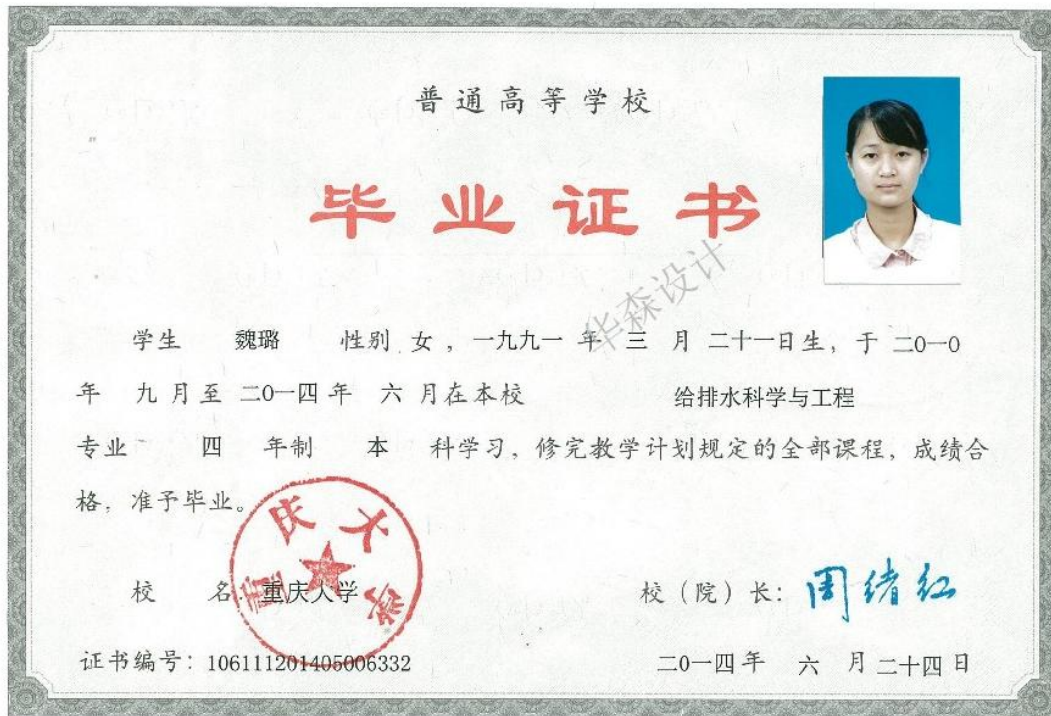 普通高等学校
毕业证书
华森设计
学生 魏璐 性别 女，一九九一 年 三 月 二十一日生，于 二0一0
年 九 月至 二0一四 年 六 月在本校 给排水科学与工程
专业 四 年制 本 科学习，修完教学计划规定的全部课程，成绩合
格，准予毕业。
重庆大学
校 名 重庆大学 校（院）长：周绪红
证书编号：106111201405006332 二0一四年 六 月 二十四 日